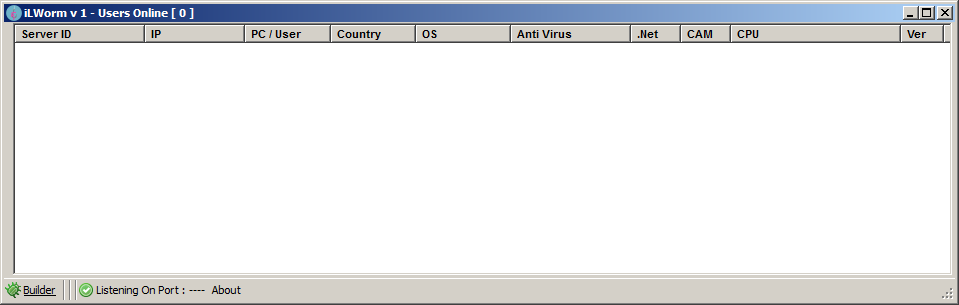 iLWorm v 1 - Users Online [ 0 ]
Server ID IP PC / User Country OS Anti Virus .Net CAM CPU Ver
Builder Listening On Port : ---- About